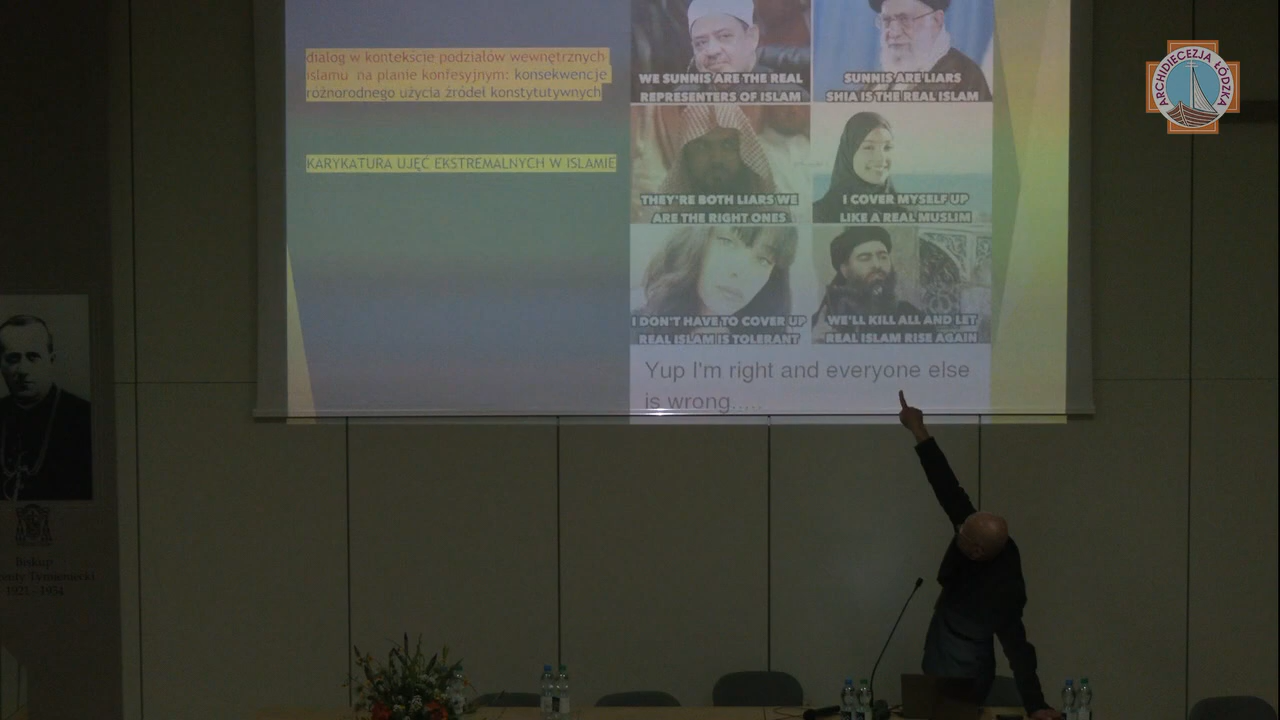 dialog w kontekście podziałów wewnętrznych
islamu na planie konfesyjnym: konsekwencje
różnorodnego użycia źródeł konstytutywnych
KARYKATURA UJĘĆ EKSTREMALNYCH W ISLAMIE
WE SUNNIS ARE THE REAL
REPRESENTERS OF ISLAM
SUNNIS ARE LIARS
SHIA IS THE REAL ISLAM
THEY'RE BOTH LIARS WE
ARE THE RIGHT ONES
I COVER MYSELF UP
LIKE A REAL MUSLIM
I DON'T HAVE TO COVER UP
REAL ISLAM IS TOLERANT
WE'LL KILL ALL AND LET
REAL ISLAM RISE AGAIN
Yup I'm right and everyone else
is wrong.....
ARCHIDIECEZJA ŁÓDZKA
Biskup
Tymieniecki
1921 - 1934